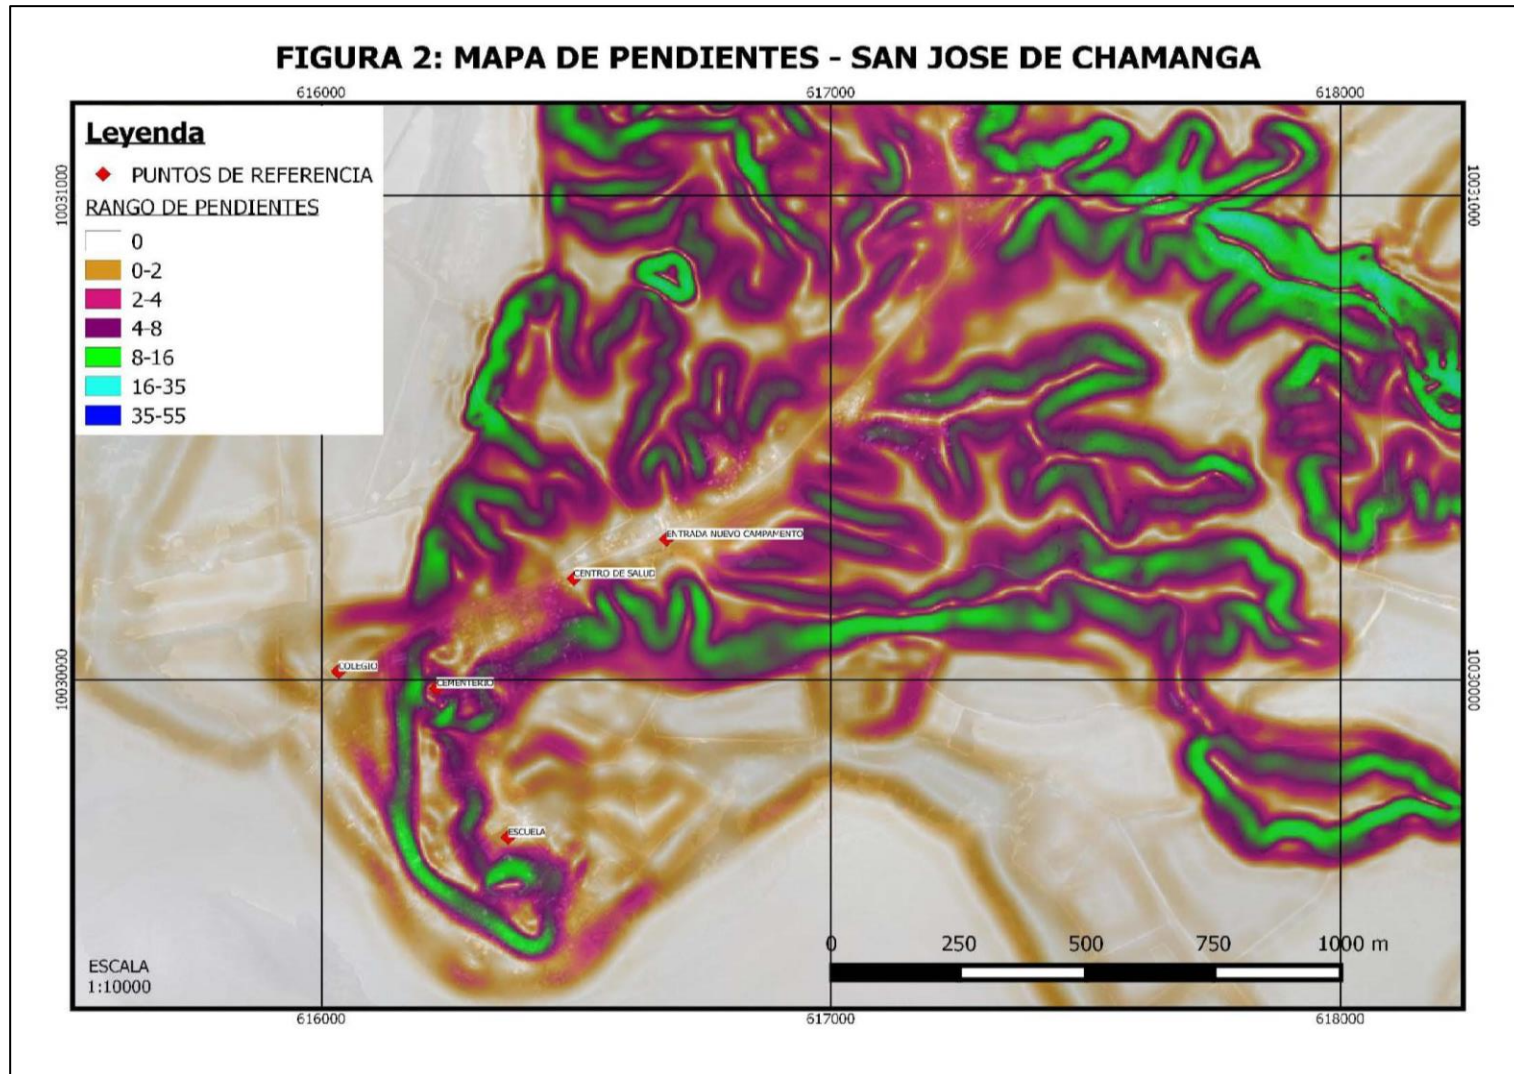 FIGURA 2: MAPA DE PENDIENTES - SAN JOSE DE CHAMANGA
616000
617000
618000
Leyenda
PUNTOS DE REFERENCIA
RANGO DE PENDIENTES
0
0-2
2-4
4-8
8-16
16-35
35-55
10031000
10031000
ENTRADA NUEVO CAMPAMENTO
CENTRO DE SALUD
COLEGIO
CEMENTERIO
10030000
10030000
ESCUELA
0
250
500
750
1000 m
ESCALA
1:10000
616000
617000
618000